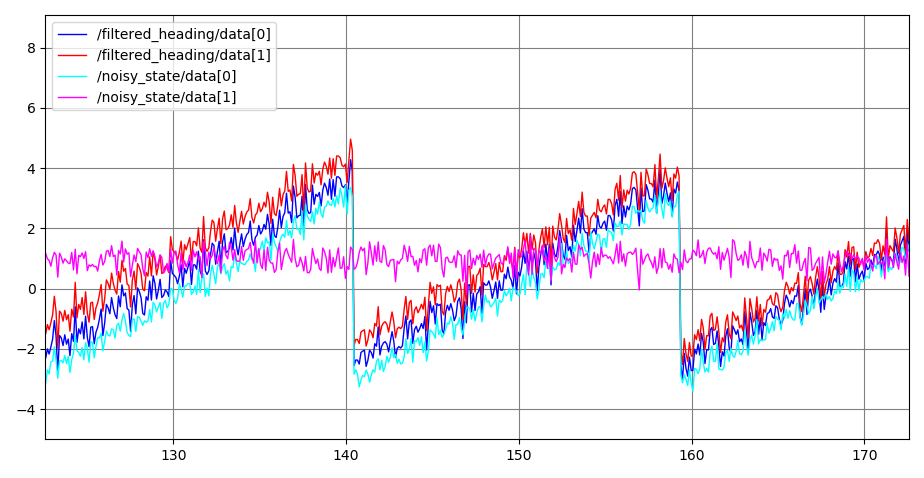 /filtered_heading/data[0]
/filtered_heading/data[1]
/noisy_state/data[0]
/noisy_state/data[1]
8
6
4
2
0
−2
−4
130 140 150 160 170